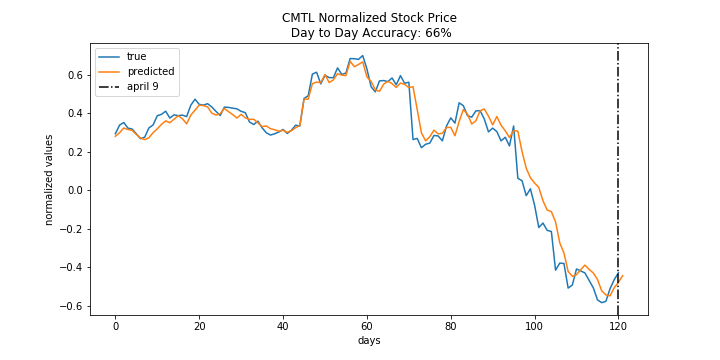 CMTL Normalized Stock Price
Day to Day Accuracy: 66%
true
predicted
april 9
normalized values
0.6
0.4
0.2
0.0
−0.2
−0.4
−0.6
0
20
40
60
80
100
120
days